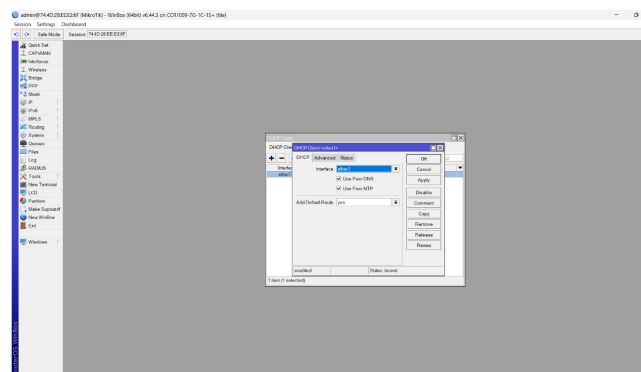 admin@74:4D:28:EE:E2:6F (MikroTik) - WinBox (64bit) v6.44.3 on CCR1009-7G-1C-1S+ (tile)
Session Settings Dashboard
Safe Mode Session: 74:4D:28:EE:E2:6F
Quick Set
CAPsMAN
Interfaces
Wireless
Bridge
PPP
Mesh
IP
IPv6
MPLS
Routing
System
Queues
Files
Log
RADIUS
Tools
New Terminal
LCD
Partition
Make Supout.rif
New WinBox
Exit
Windows
DHCP Client
DHCP Client <ether1>
DHCP Advanced Status
Interface: ether1
Use Peer DNS
Use Peer NTP
Add Default Route: yes
OK
Cancel
Apply
Disable
Comment
Copy
Remove
Release
Renew
enabled Status: bound
1 item (1 selected)
RouterOS WinBox